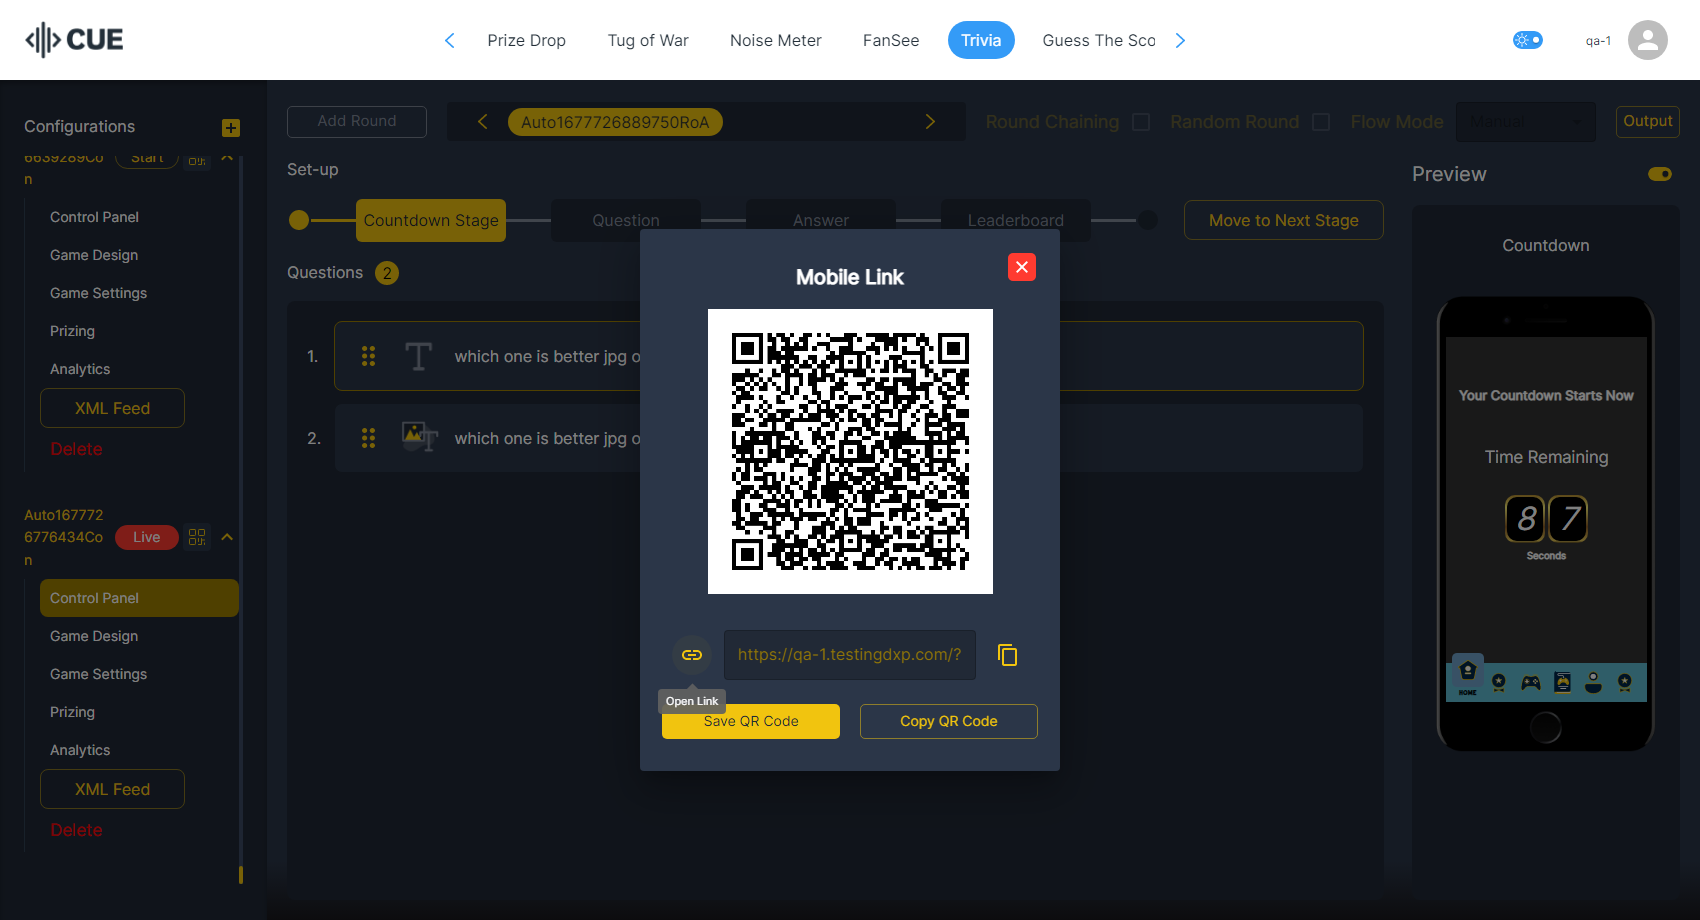 CUE
Prize Drop
Tug of War
Noise Meter
FanSee
Trivia
Guess The Sco
qa-1
Configurations
6639289Co
n
Start
Control Panel
Game Design
Game Settings
Prizing
Analytics
XML Feed
Delete
Auto167772
6776434Co
n
Live
Control Panel
Game Design
Game Settings
Prizing
Analytics
XML Feed
Delete
Add Round
Auto1677726889750RoA
Round Chaining
Random Round
Flow Mode
Manual
Output
Set-up
Countdown Stage
Question
Answer
Leaderboard
Move to Next Stage
Questions 2
1. which one is better jpg o
2. which one is better jpg o
Mobile Link
https://qa-1.testingdxp.com/?
Open Link
Save QR Code
Copy QR Code
Preview
Countdown
Your Countdown Starts Now
Time Remaining
87
Seconds
HOME